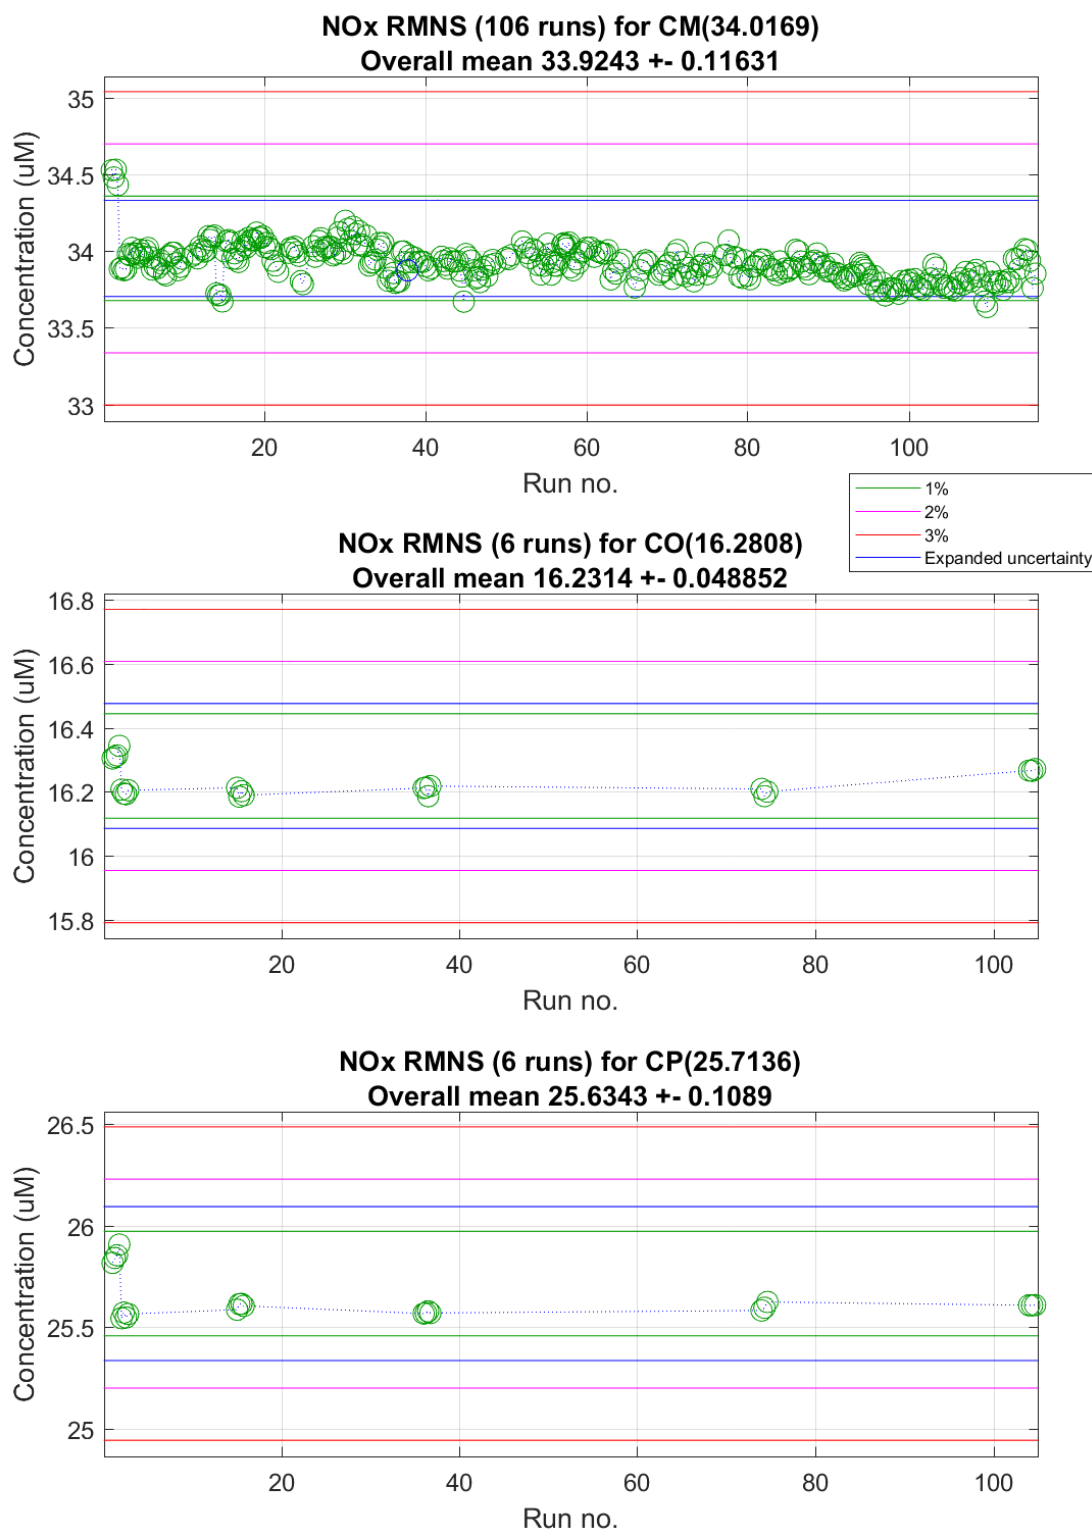 NOx RMNS (106 runs) for CM(34.0169)
Overall mean 33.9243 +- 0.11631
Concentration (uM)
35
34.5
34
33.5
33
20
40
60
80
100
Run no.
1%
2%
3%
Expanded uncertainty
NOx RMNS (6 runs) for CO(16.2808)
Overall mean 16.2314 +- 0.048852
Concentration (uM)
16.8
16.6
16.4
16.2
16
15.8
20
40
60
80
100
Run no.
NOx RMNS (6 runs) for CP(25.7136)
Overall mean 25.6343 +- 0.1089
Concentration (uM)
26.5
26
25.5
25
20
40
60
80
100
Run no.